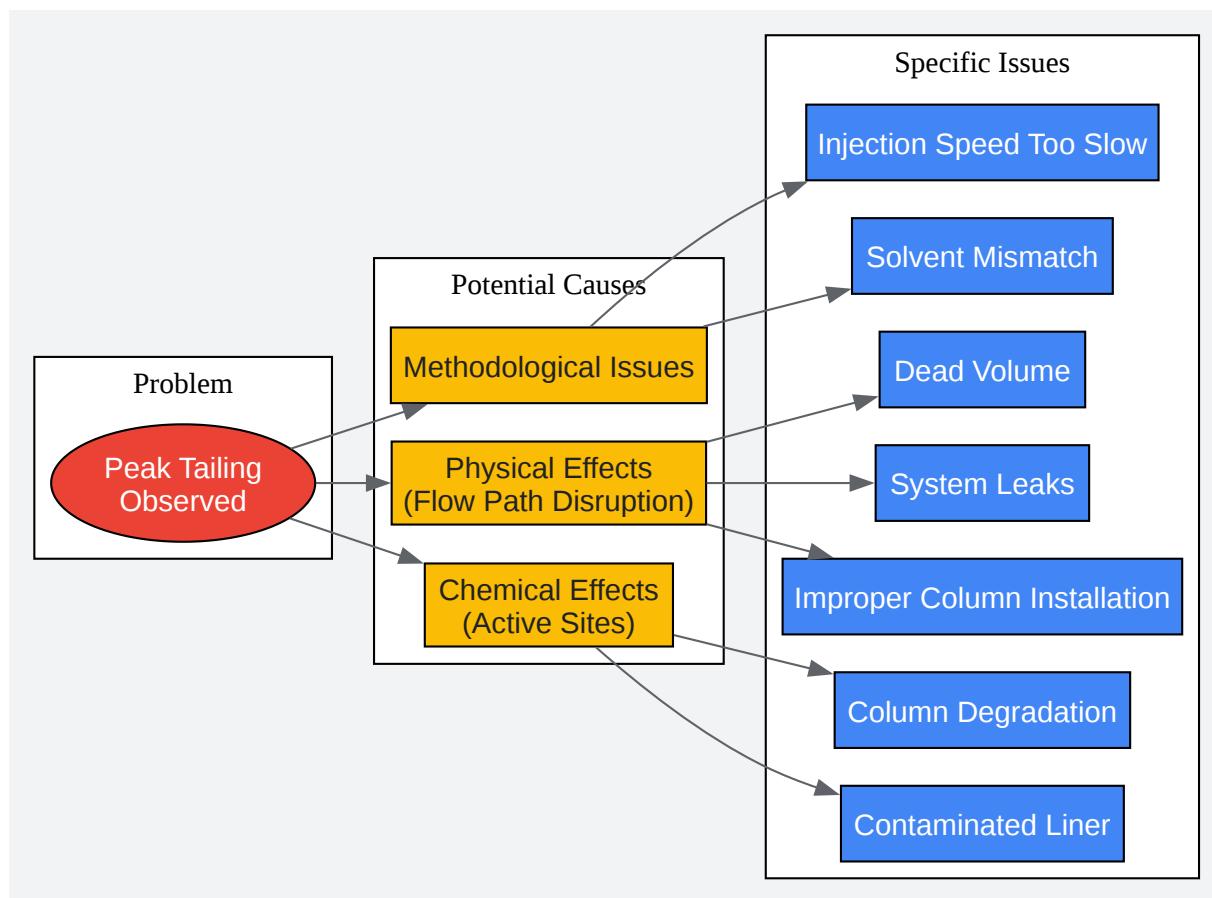 Problem
Peak Tailing
Observed
Potential Causes
Methodological Issues
Physical Effects
(Flow Path Disruption)
Chemical Effects
(Active Sites)
Specific Issues
Injection Speed Too Slow
Solvent Mismatch
Dead Volume
System Leaks
Improper Column Installation
Column Degradation
Contaminated Liner